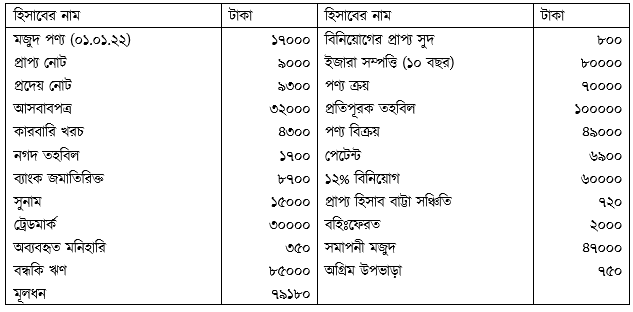 হিসাবের নাম টাকা হিসাবের নাম টাকা
মজুদ পণ্য (০১.০১.২২) ১৭০০০ বিনিয়োগের প্রাপ্য সুদ ৮০০
প্রাপ্য নোট ৯০০০ ইজারা সম্পত্তি (১০ বছর) ৮০০০০
প্রদেয় নোট ৯৩০০ পণ্য ক্রয় ৭০০০০
আসবাবপত্র ৩২০০০ প্রতিপূরক তহবিল ১০০০০০
কারবারি খরচ ৪৩০০ পণ্য বিক্রয় ৪৯০০০
নগদ তহবিল ১৭০০ পেটেন্ট ৬৯০০
ব্যাংক জমাতিরিক্ত ৮৭০০ ১২% বিনিয়োগ ৬০০০০
সুনাম ১৫০০০ প্রাপ্য হিসাব বাট্টা সঞ্চিতি ৭২০
ট্রেডমার্ক ৩০০০০ বহিঃফেরত ২০০০
অব্যবহৃত মনিহারি ৩৫০ সমাপনী মজুদ ৪৭০০০
বন্ধকি ঋণ ৮৫০০০ অগ্রিম উপভাড়া ৭৫০
মূলধন ৭৯১৮০